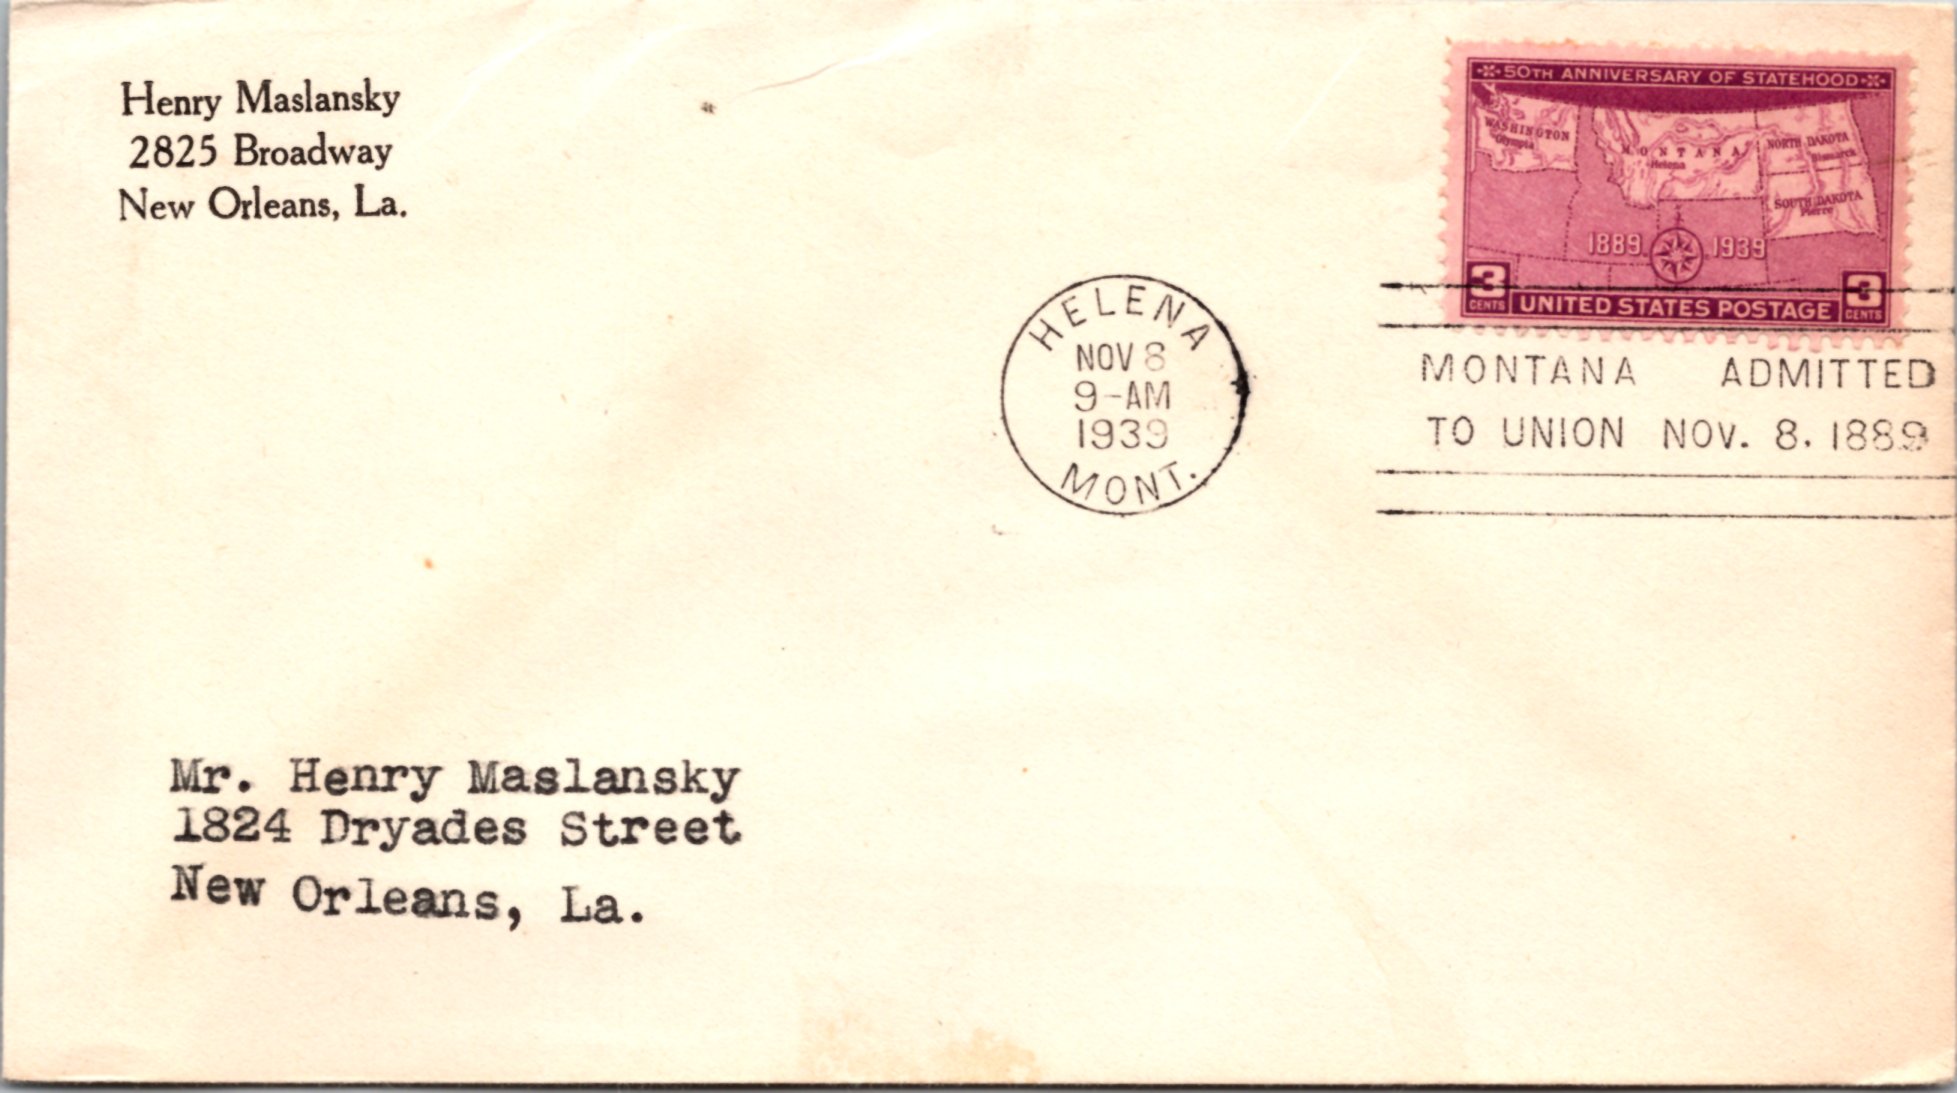 Henry Maslansky
2825 Broadway
New Orleans, La.
50TH ANNIVERSARY OF STATEHOOD
WASHINGTON
Olympia
MONTANA
Helena
NORTH DAKOTA
Bismarck
SOUTH DAKOTA
Pierre
1889 1939
3 CENTS
UNITED STATES POSTAGE
3 CENTS
HELENA
NOV 8
9-AM
1939
MONT.
MONTANA ADMITTED
TO UNION NOV. 8. 1889
Mr. Henry Maslansky
1824 Dryades Street
New Orleans, La.